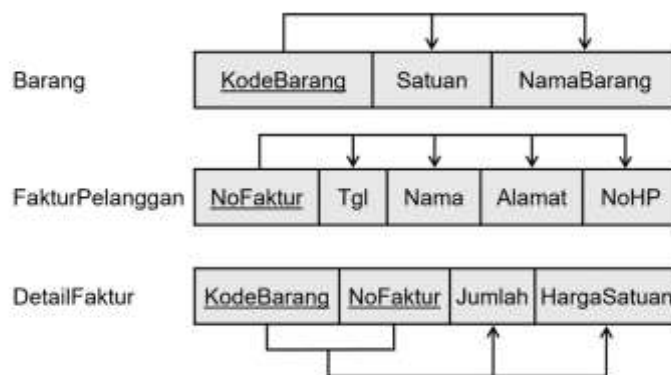 Barang KodeBarang Satuan NamaBarang
FakturPelanggan NoFaktur Tgl Nama Alamat NoHP
DetailFaktur KodeBarang NoFaktur Jumlah HargaSatuan